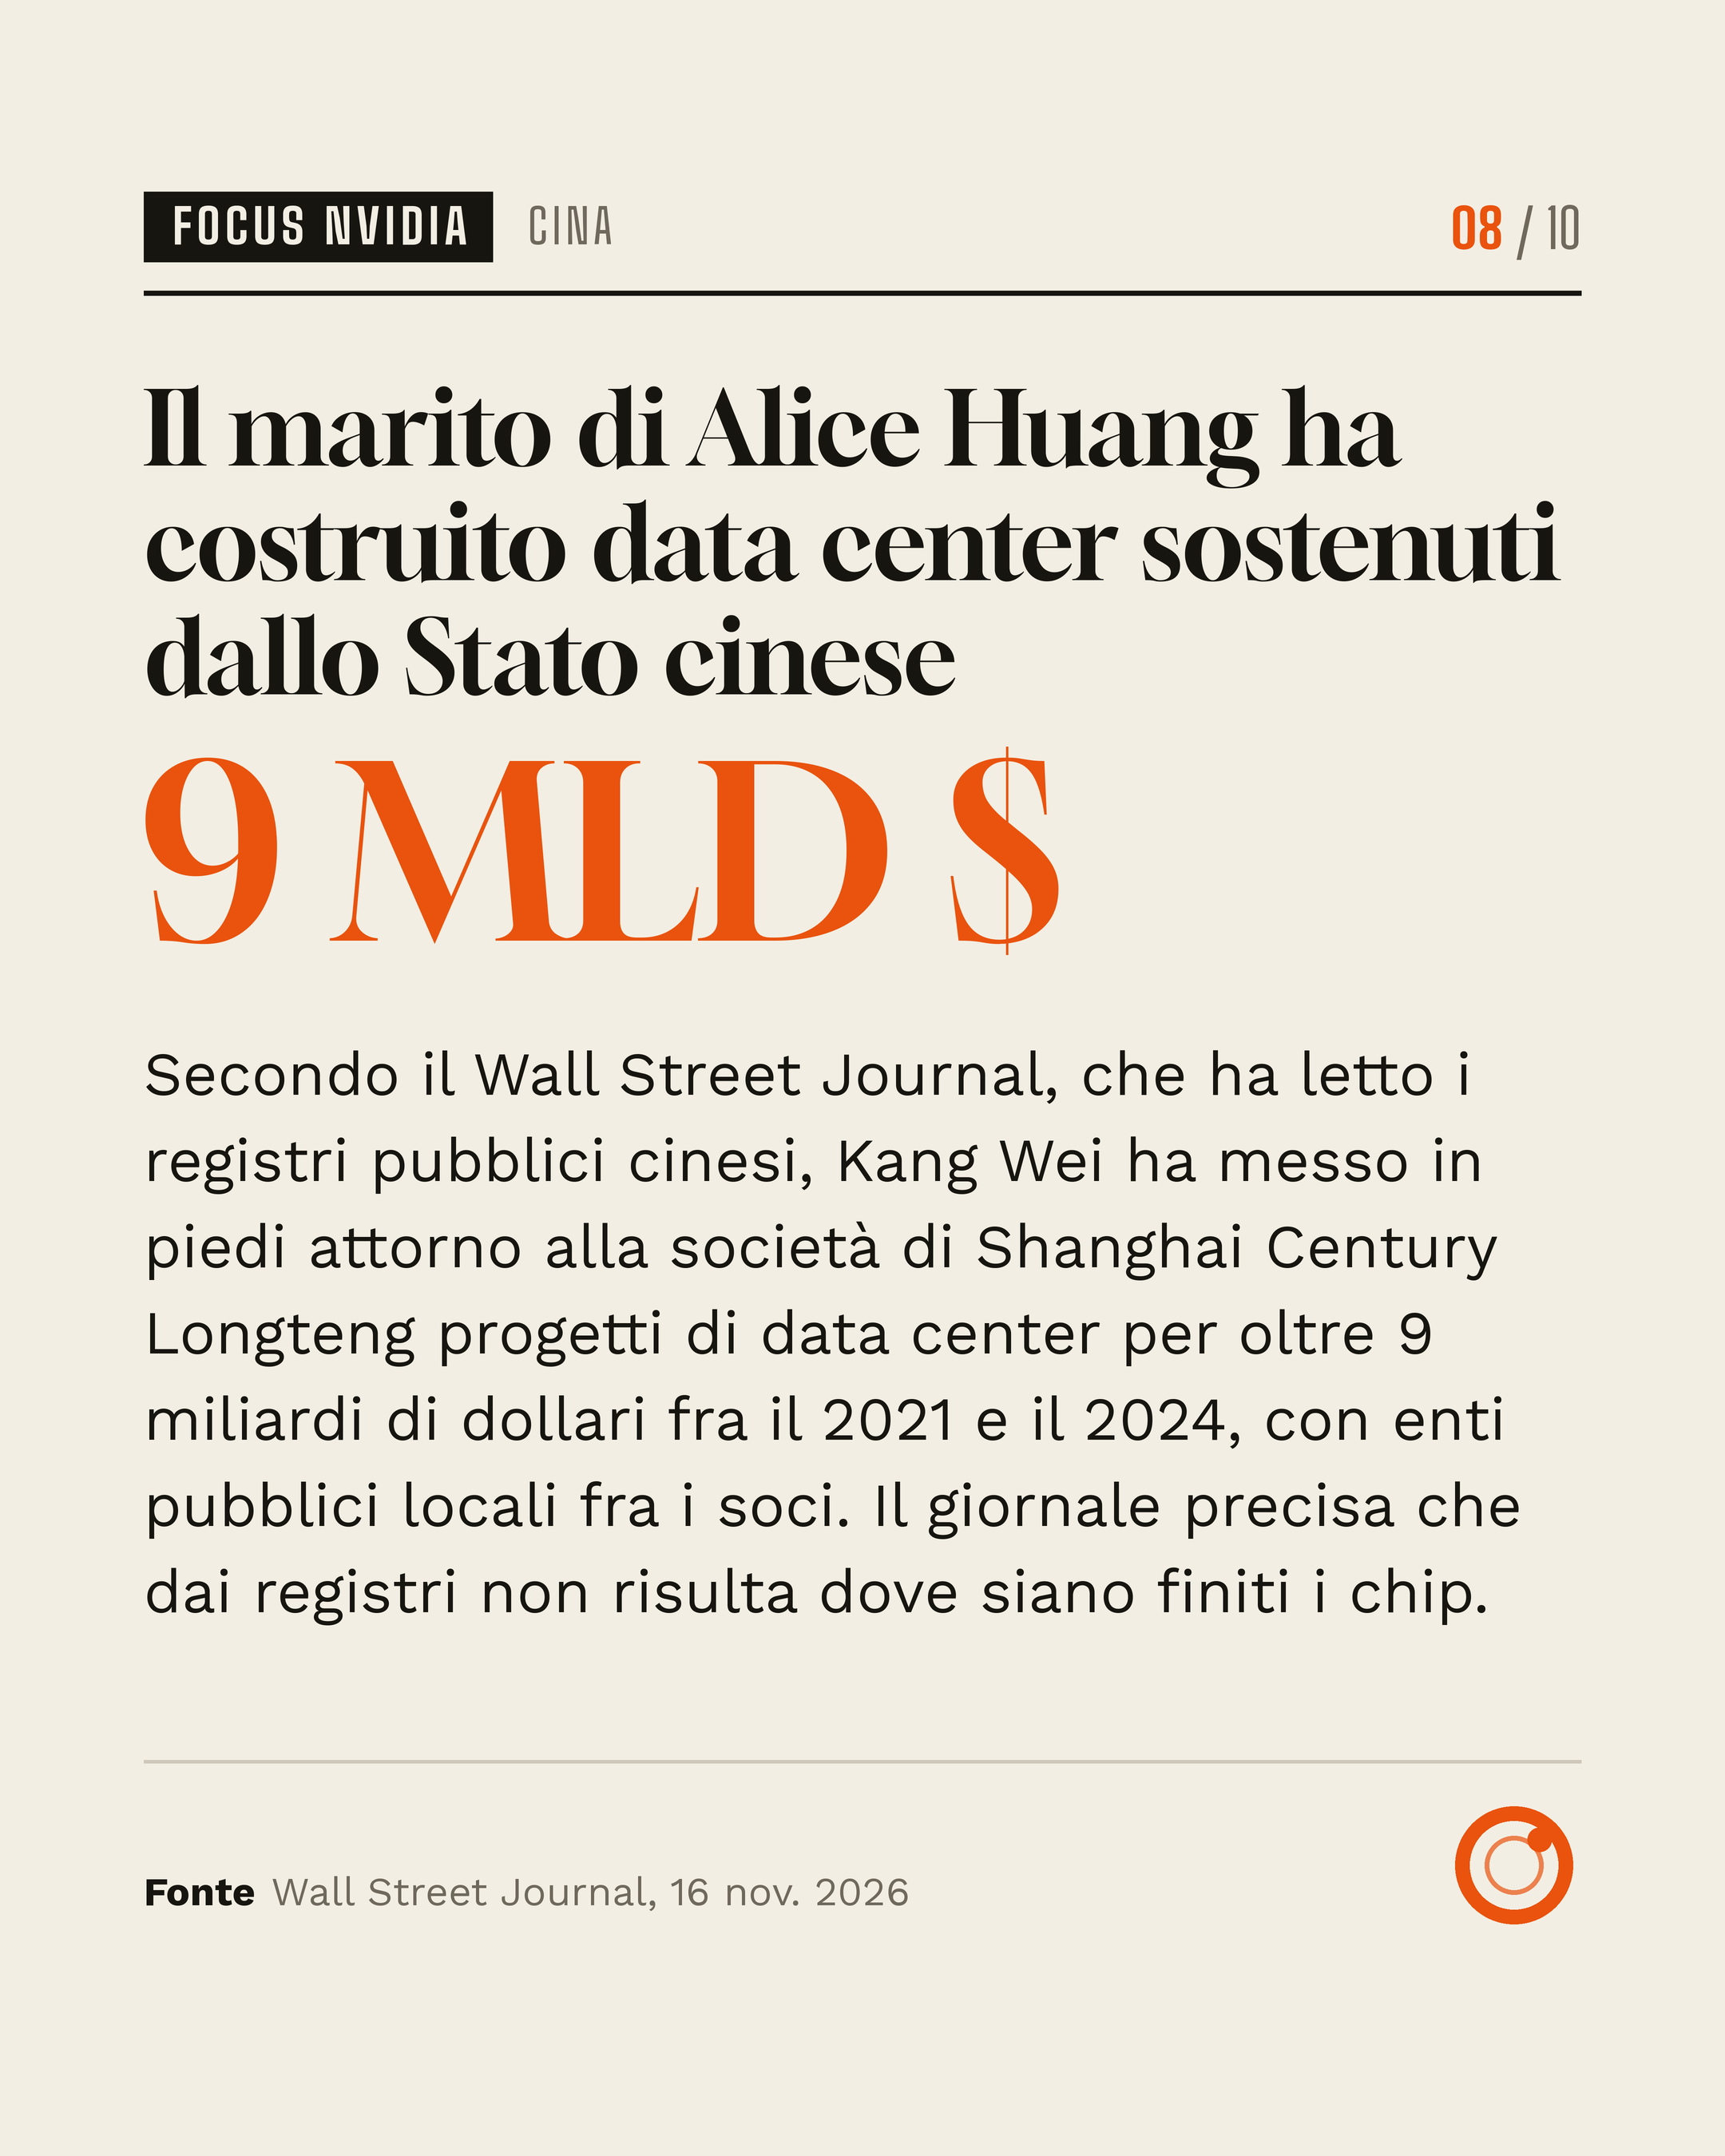 FOCUS NVIDIA CINA 08 / 10
Il marito di Alice Huang ha
costruito data center sostenuti
dallo Stato cinese
9 MLD $
Secondo il Wall Street Journal, che ha letto i
registri pubblici cinesi, Kang Wei ha messo in
piedi attorno alla società di Shanghai Century
Longteng progetti di data center per oltre 9
miliardi di dollari fra il 2021 e il 2024, con enti
pubblici locali fra i soci. Il giornale precisa che
dai registri non risulta dove siano finiti i chip.
Fonte Wall Street Journal, 16 nov. 2026